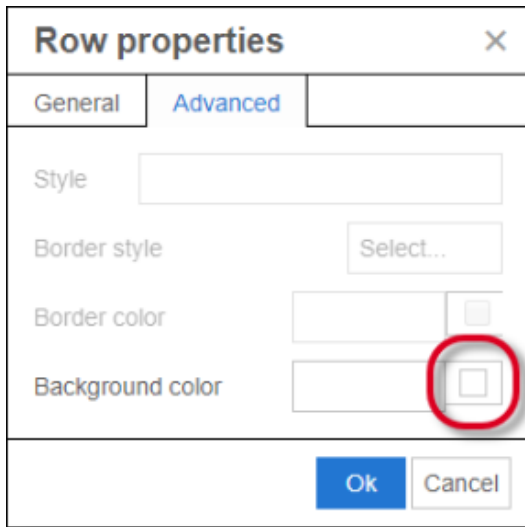 Row properties ×
General Advanced
Style
Border style Select...
Border color
Background color
Ok Cancel